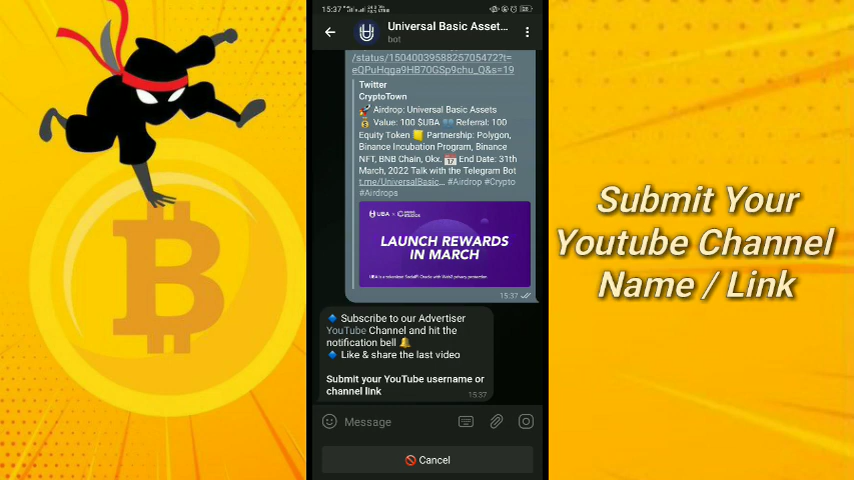 15:37
Universal Basic Asset...
bot
/status/1504003958825705472?t=
eQPuHqga9HB70GSp9chu_Q&s=19
Twitter
CryptoTown
🚀 Airdrop: Universal Basic Assets
💰 Value: 100 $UBA 👥 Referral: 100
Equity Token 📒 Partnership: Polygon,
Binance Incubation Program, Binance
NFT, BNB Chain, Okx. 📅 End Date: 31th
March, 2022 Talk with the Telegram Bot
t.me/UniversalBasic... #Airdrop #Crypto
#Airdrops
UBA
LAUNCH REWARDS
IN MARCH
15:37
🔹 Subscribe to our Advertiser
YouTube Channel and hit the
notification bell 🔔
🔹 Like & share the last video
Submit your YouTube username or
channel link
15:37
Message
🚫 Cancel
Submit Your
Youtube Channel
Name / Link